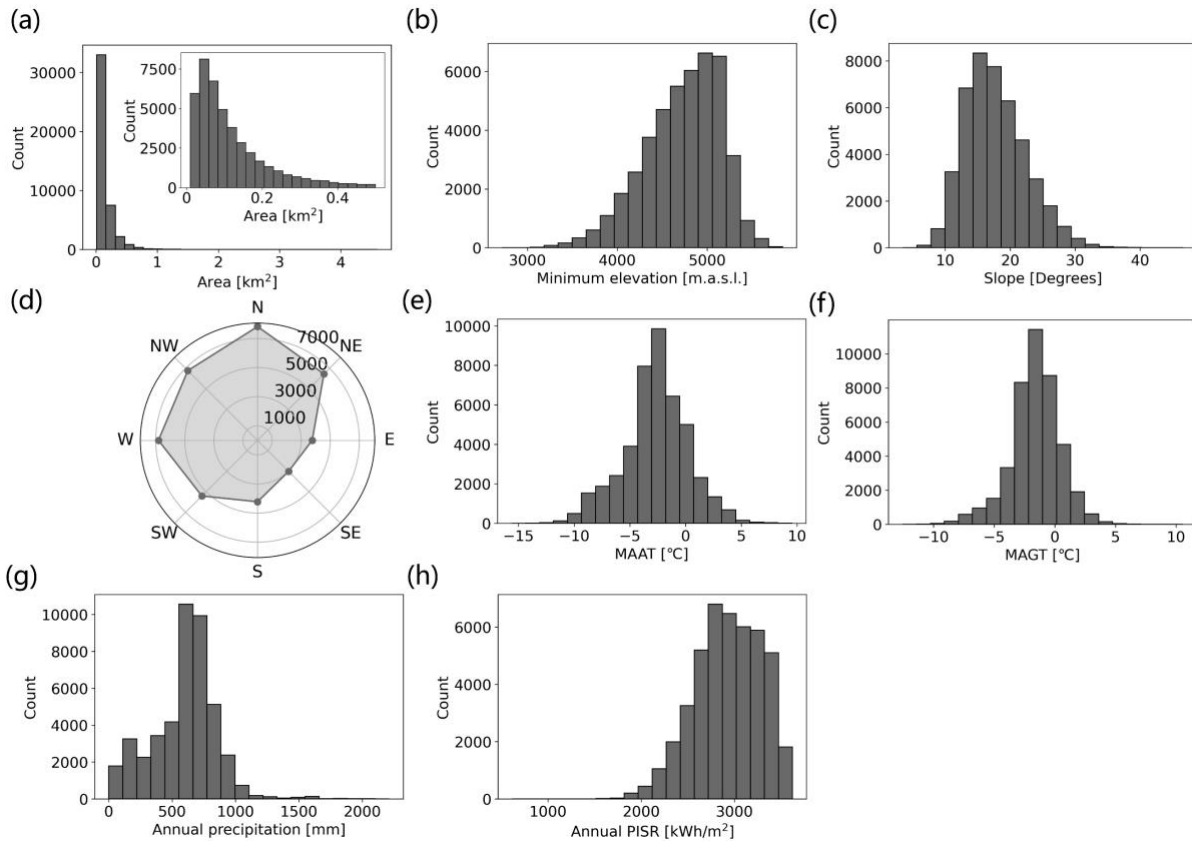 (a)
Count
30000
20000
10000
0
0 1 2 3 4
Area [km²]
Count
7500
5000
2500
0
0 0.2 0.4
Area [km²]
(b)
Count
6000
4000
2000
0
3000 4000 5000
Minimum elevation [m.a.s.l.]
(c)
Count
8000
6000
4000
2000
0
10 20 30 40
Slope [Degrees]
(d)
N
NW
NE
7000
5000
3000
1000
W
E
SW
SE
S
(e)
Count
10000
8000
6000
4000
2000
0
−15 −10 −5 0 5 10
MAAT [℃]
(f)
Count
10000
8000
6000
4000
2000
0
−10 −5 0 5 10
MAGT [℃]
(g)
Count
10000
8000
6000
4000
2000
0
0 500 1000 1500 2000
Annual precipitation [mm]
(h)
Count
6000
4000
2000
0
1000 2000 3000
Annual PISR [kWh/m²]